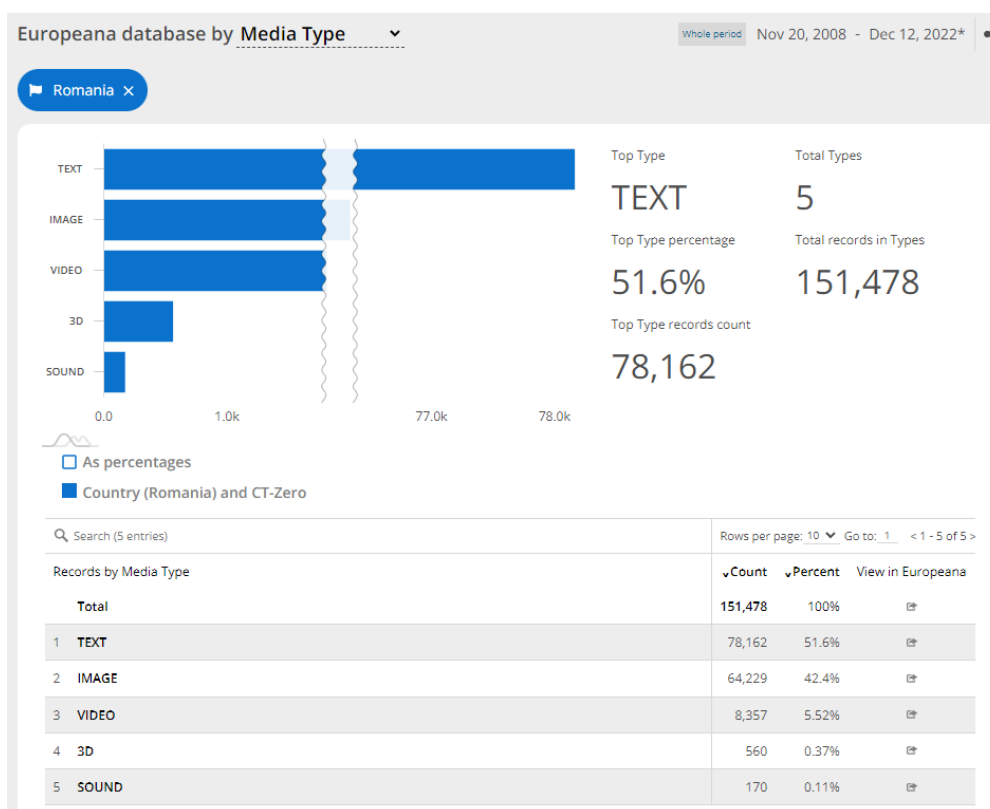 Europeana database by Media Type
Whole period Nov 20, 2008 - Dec 12, 2022*
Romania ×
TEXT
IMAGE
VIDEO
3D
SOUND
0.0 1.0k 77.0k 78.0k
Top Type Total Types
TEXT 5
Top Type percentage Total records in Types
51.6% 151,478
Top Type records count
78,162
As percentages
Country (Romania) and CT-Zero
Search (5 entries) Rows per page: 10 Go to: 1 < 1 - 5 of 5 >
Records by Media Type Count Percent View in Europeana
Total 151,478 100%
1 TEXT 78,162 51.6%
2 IMAGE 64,229 42.4%
3 VIDEO 8,357 5.52%
4 3D 560 0.37%
5 SOUND 170 0.11%